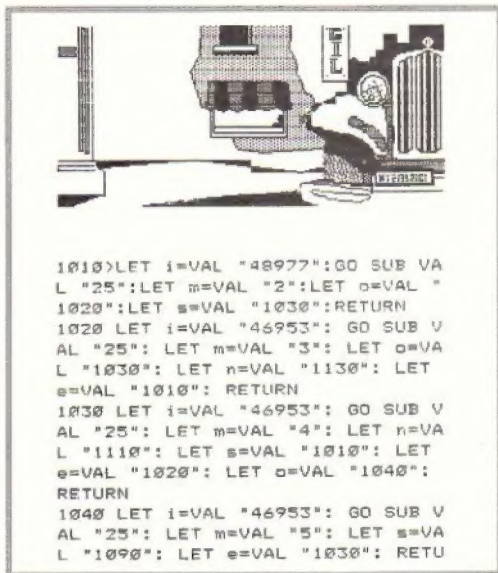 GIL
1010>LET i=VAL "48977":GO SUB VA
L "25":LET m=VAL "2":LET o=VAL "
1020":LET s=VAL "1030":RETURN
1020 LET i=VAL "46953": GO SUB V
AL "25": LET m=VAL "3": LET o=VA
L "1030": LET n=VAL "1130": LET
e=VAL "1010": RETURN
1030 LET i=VAL "46953": GO SUB V
AL "25": LET m=VAL "4": LET n=VA
L "1110": LET s=VAL "1010": LET
e=VAL "1020": LET o=VAL "1040":
RETURN
1040 LET i=VAL "46953": GO SUB V
AL "25": LET m=VAL "5": LET s=VA
L "1090": LET e=VAL "1030": RETU